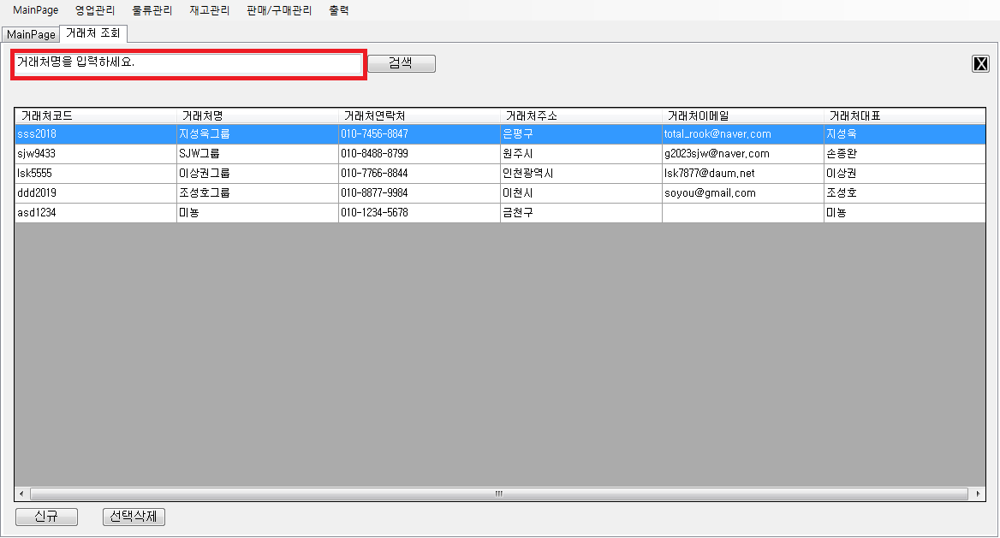 MainPage 영업관리 물류관리 재고관리 판매/구매관리 출력
MainPage 거래처 조회
거래처명을 입력하세요. 검색 X
거래처코드 거래처명 거래처연락처 거래처주소 거래처이메일 거래처대표
sss2018 지성욱그룹 010-7456-8847 은평구 total_rook@naver.com 지성욱
sjw9433 SJW그룹 010-8488-8799 원주시 g2023sjw@naver.com 손종완
lsk5555 이상권그룹 010-7766-8844 인천광역시 lsk7877@daum.net 이상권
ddd2019 조성호그룹 010-8877-9984 이천시 soyou@gmail.com 조성호
asd1234 미뇽 010-1234-5678 금천구 미뇽
신규 선택삭제